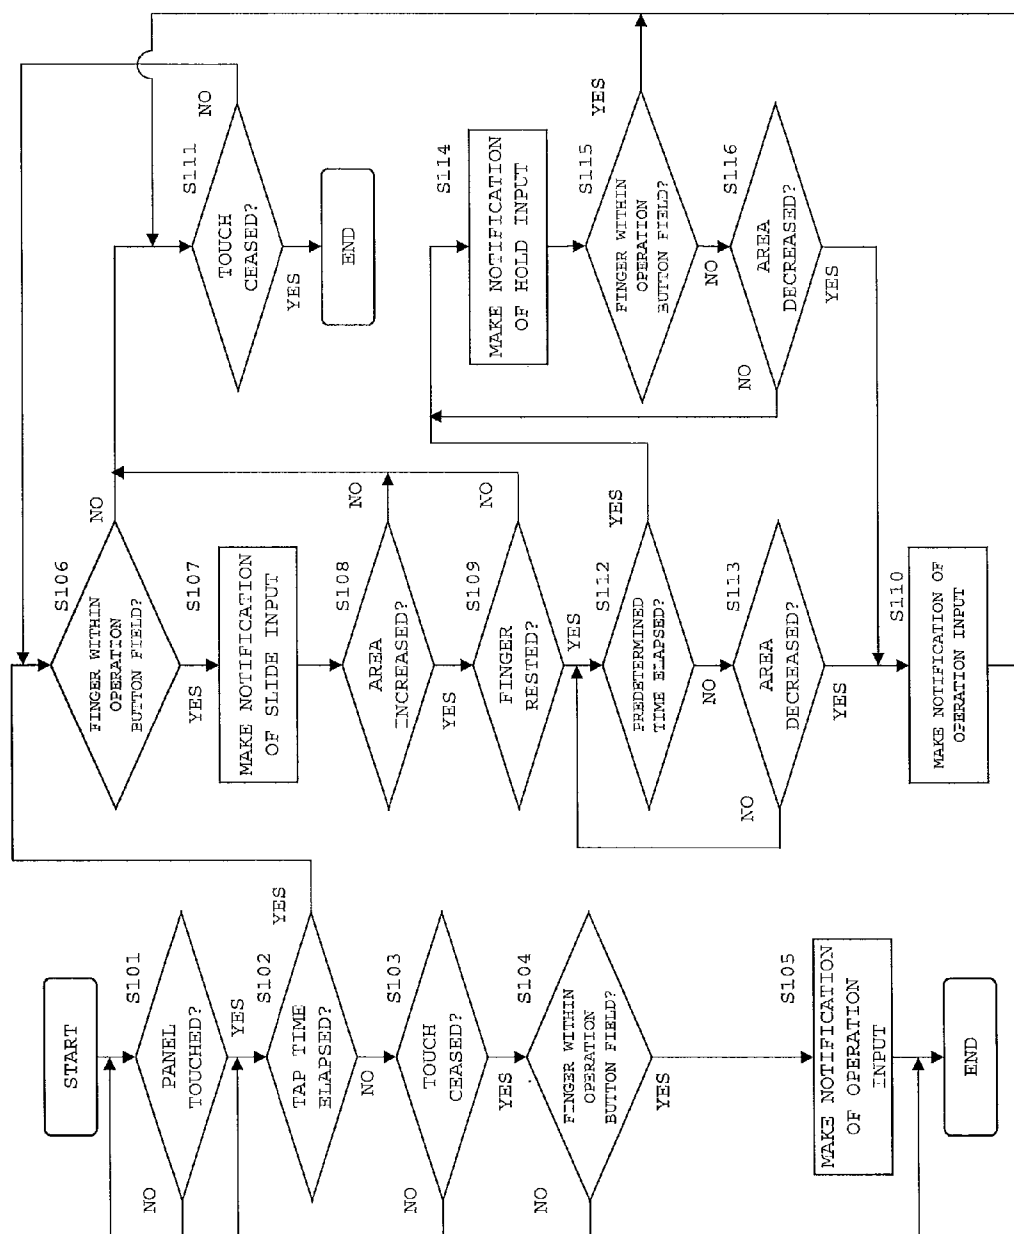 START
S101
PANEL
TOUCHED?
NO
YES
S102
TAP TIME
ELAPSED?
YES
NO
S103
TOUCH
CEASED?
YES
S104
FINGER WITHIN
OPERATION
BUTTON FIELD?
NO
YES
S105
MAKE NOTIFICATION
OF OPERATION
INPUT
END
S106
FINGER WITHIN
OPERATION
BUTTON FIELD?
NO
YES
S107
MAKE NOTIFICATION
OF SLIDE INPUT
S108
AREA
INCREASED?
NO
YES
S109
FINGER
RESTED?
NO
YES
S112
PREDETERMINED
TIME ELAPSED?
YES
NO
S113
AREA
DECREASED?
NO
YES
S110
MAKE NOTIFICATION OF
OPERATION INPUT
S111
TOUCH
CEASED?
NO
YES
END
S114
MAKE NOTIFICATION
OF HOLD INPUT
S115
FINGER WITHIN
OPERATION
BUTTON FIELD?
YES
NO
S116
AREA
DECREASED?
NO
YES